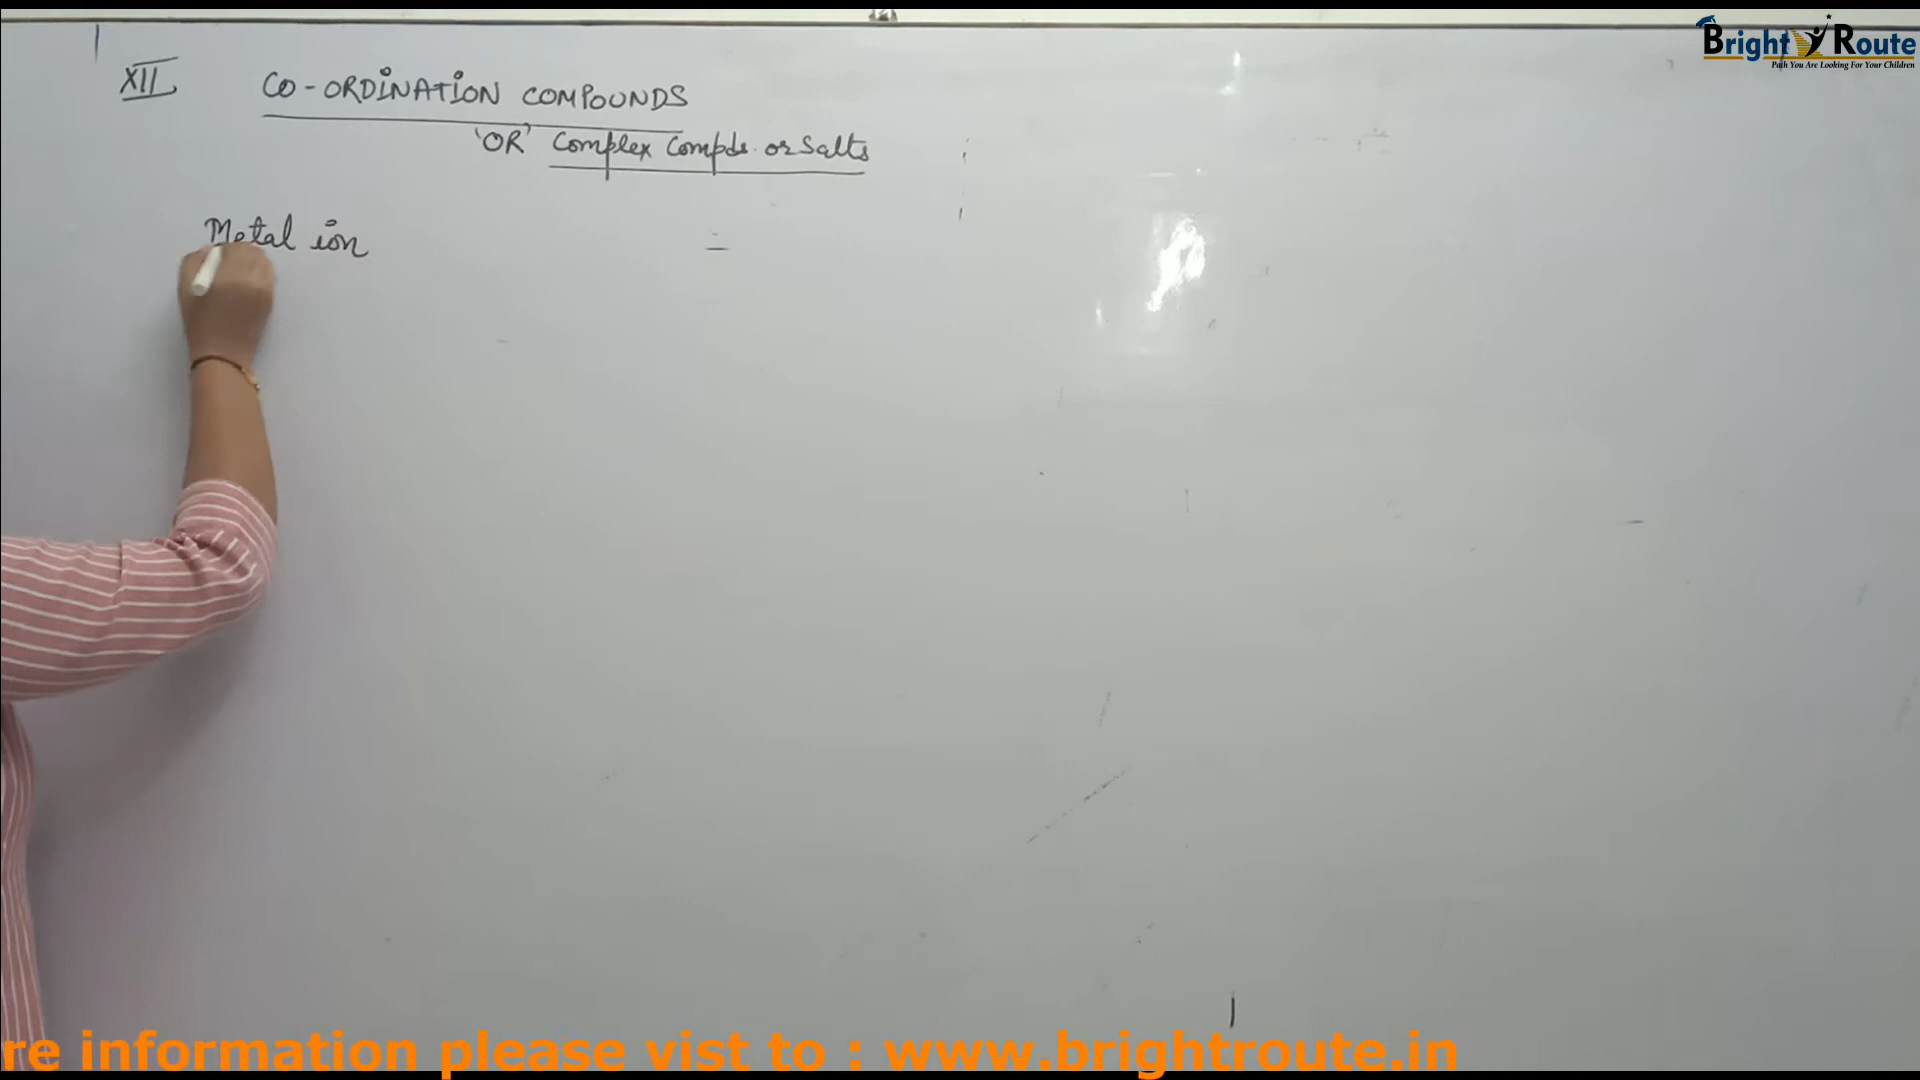 Bright Route
Path You Are Looking For Your Children
XII CO-ORDINATION COMPOUNDS
'OR' Complex Compds. or Salts
Metal ion
re information please vist to : www.brightroute.in